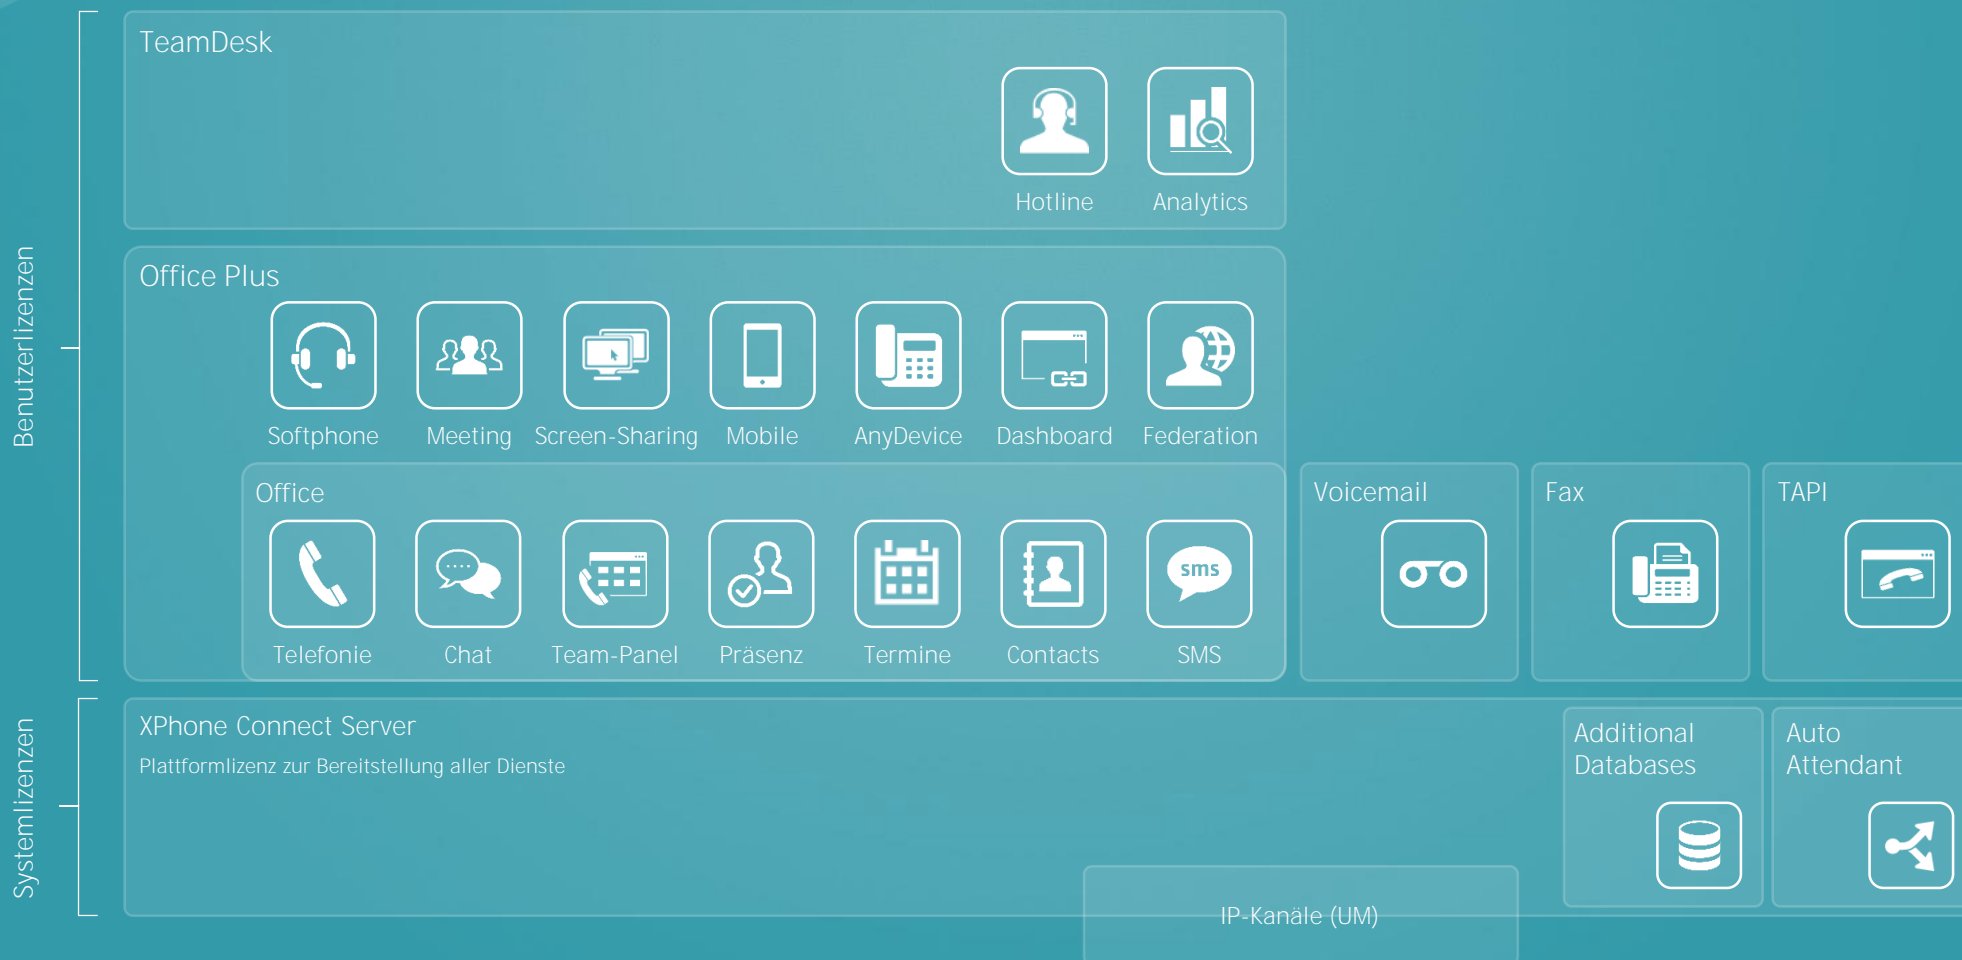 TeamDesk
Hotline
Analytics
Benutzerlizenzen
Office Plus
Softphone
Meeting
Screen-Sharing
Mobile
AnyDevice
Dashboard
Federation
Office
Telefonie
Chat
Team-Panel
Präsenz
Termine
Contacts
sms
SMS
Voicemail
Fax
TAPI
Systemlizenzen
XPhone Connect Server
Plattformlizenz zur Bereitstellung aller Dienste
Additional
Databases
Auto
Attendant
IP-Kanäle (UM)